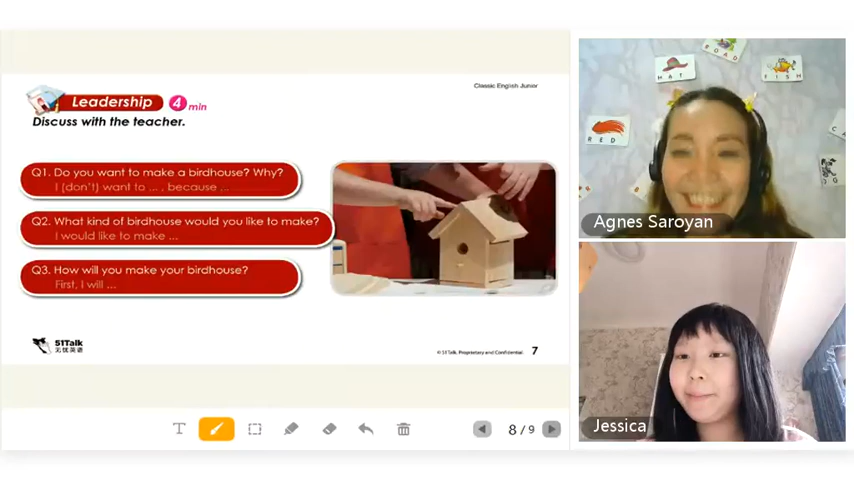 Classic English Junior
Leadership 4 min
Discuss with the teacher.
Q1. Do you want to make a birdhouse? Why?
I (don't) want to ... , because ...
Q2. What kind of birdhouse would you like to make?
I would like to make ...
Q3. How will you make your birdhouse?
First, I will ...
51Talk
无忧英语
© 51Talk. Proprietary and Confidential. 7
T
8 / 9
ROAD
HAT
FISH
RED
Agnes Saroyan
Jessica